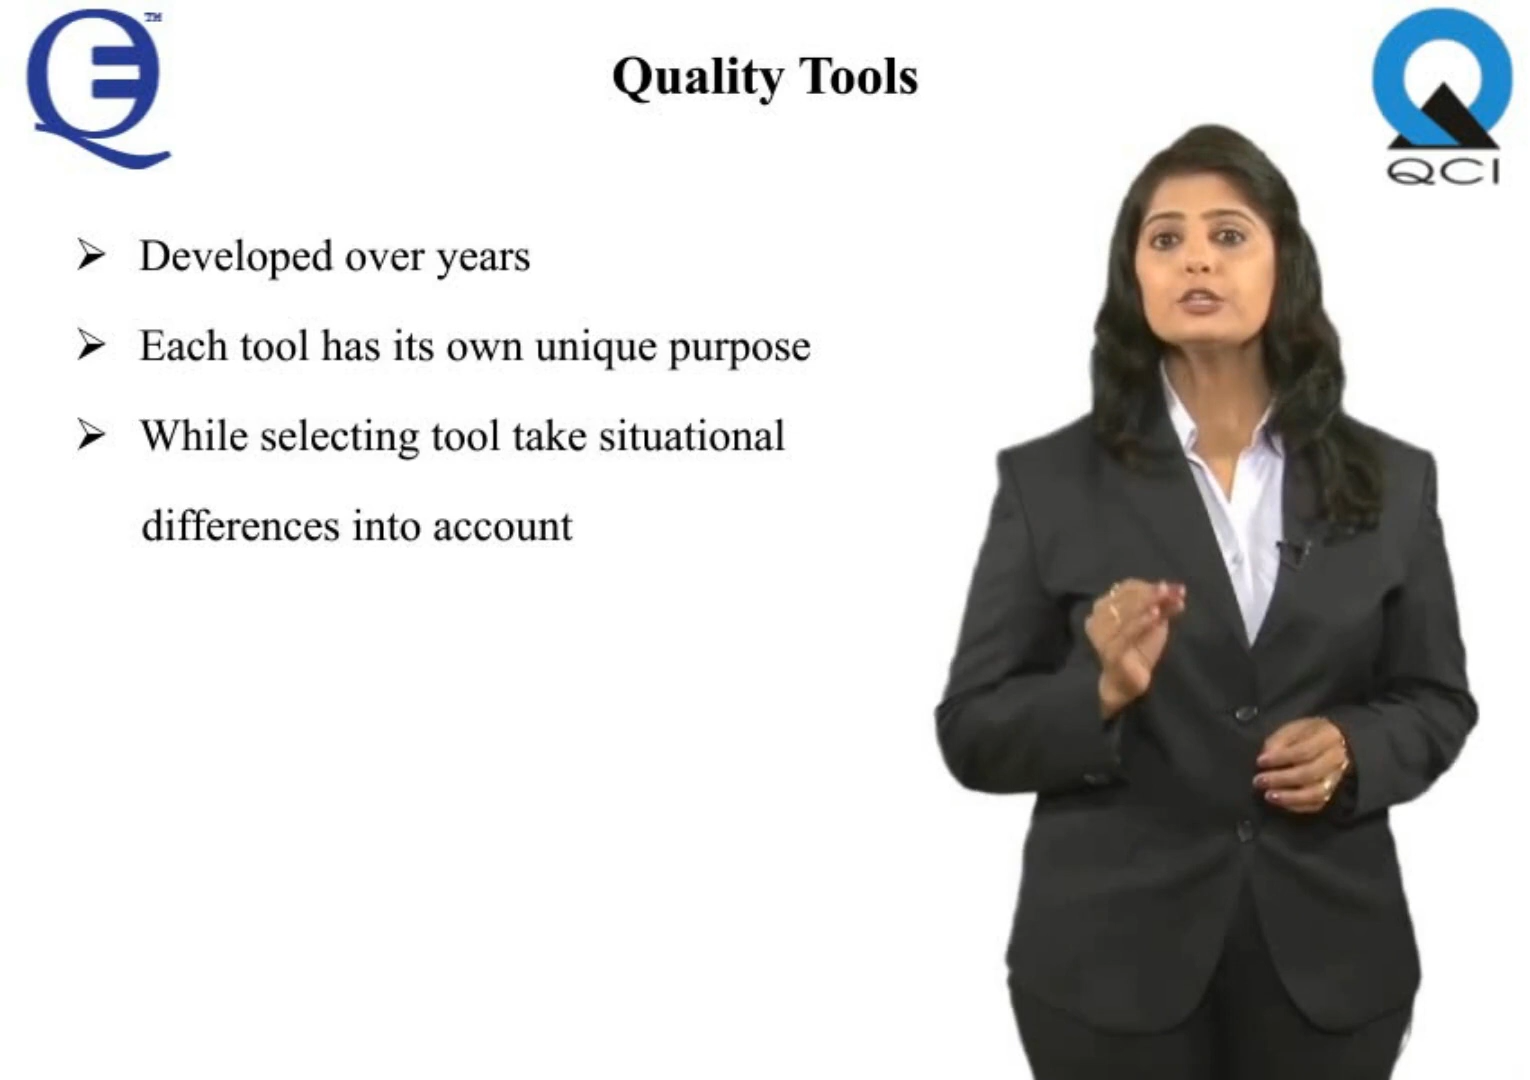 TM
Quality Tools
QCI
Developed over years
Each tool has its own unique purpose
While selecting tool take situational
differences into account